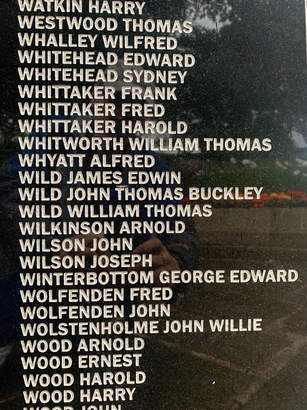 WATKIN HARRY
WESTWOOD THOMAS
WHALLEY WILFRED
WHITEHEAD EDWARD
WHITEHEAD SYDNEY
WHITTAKER FRANK
WHITTAKER FRED
WHITTAKER HAROLD
WHITWORTH WILLIAM THOMAS
WHYATT ALFRED
WILD JAMES EDWIN
WILD JOHN THOMAS BUCKLEY
WILD WILLIAM THOMAS
WILKINSON ARNOLD
WILSON JOHN
WILSON JOSEPH
WINTERBOTTOM GEORGE EDWARD
WOLFENDEN FRED
WOLFENDEN JOHN
WOLSTENHOLME JOHN WILLIE
WOOD ARNOLD
WOOD ERNEST
WOOD HAROLD
WOOD HARRY
WOOD JOHN